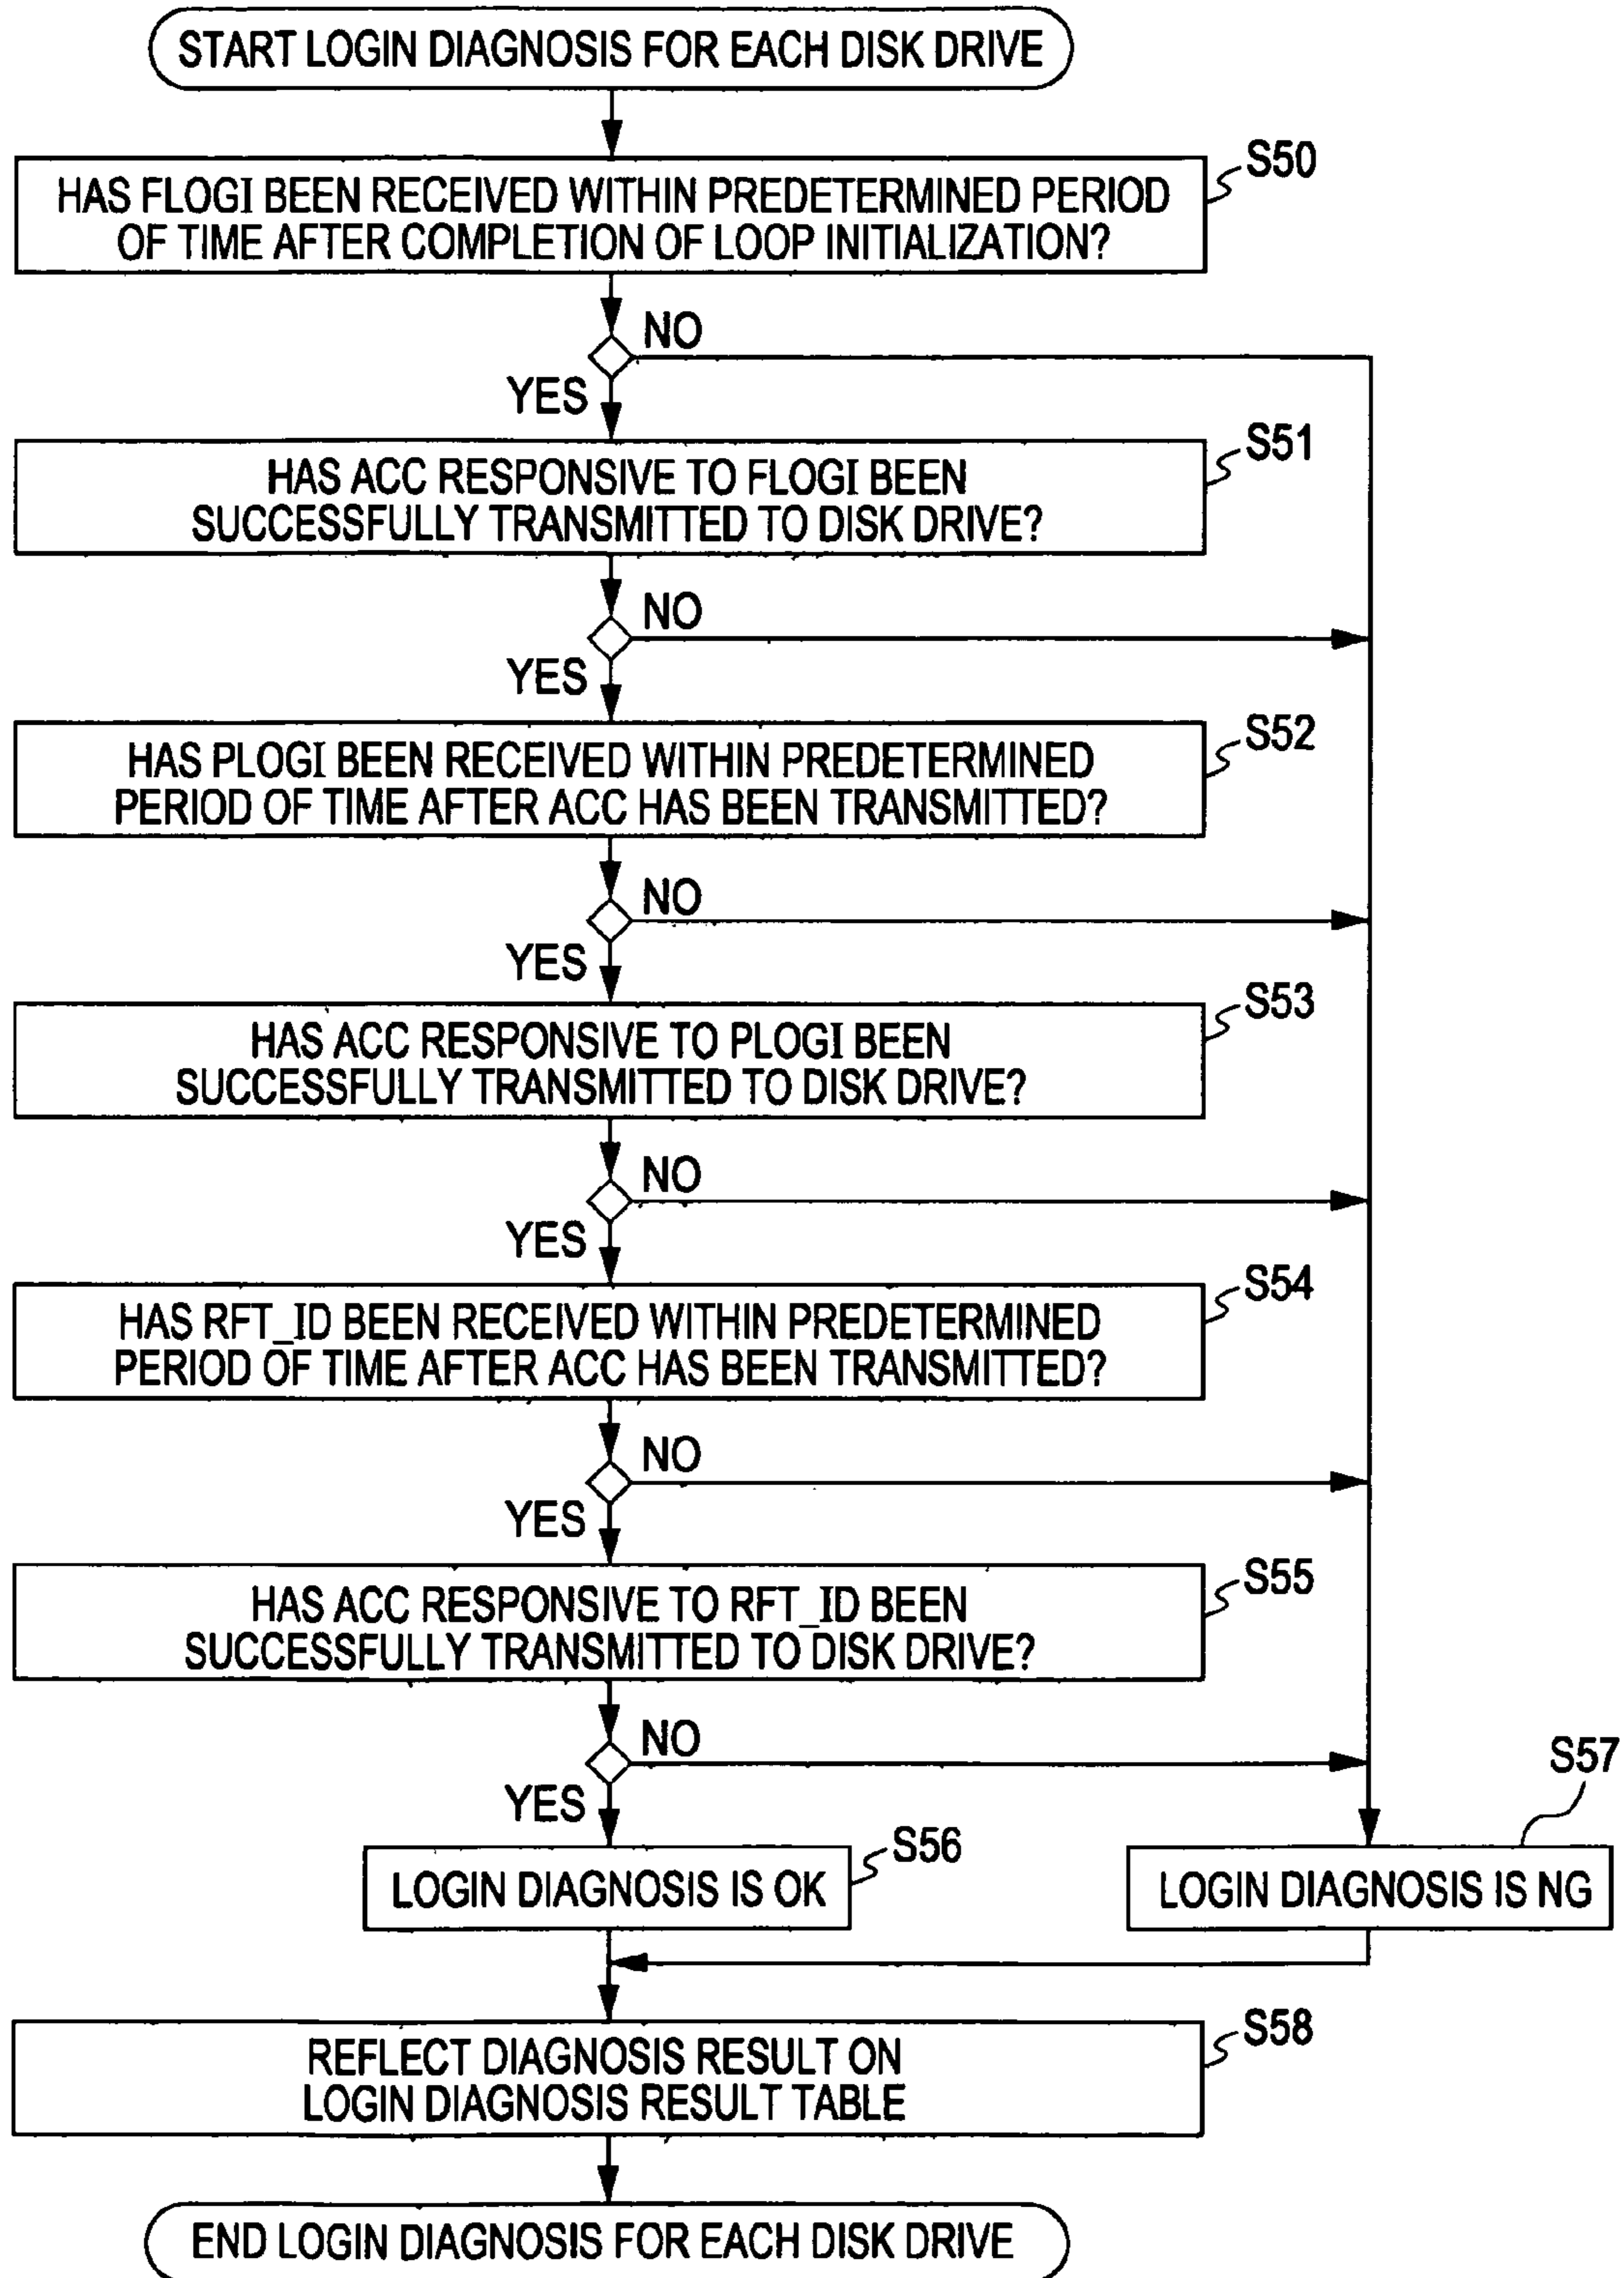 START LOGIN DIAGNOSIS FOR EACH DISK DRIVE
S50
HAS FLOGI BEEN RECEIVED WITHIN PREDETERMINED PERIOD
OF TIME AFTER COMPLETION OF LOOP INITIALIZATION?
NO
YES
S51
HAS ACC RESPONSIVE TO FLOGI BEEN
SUCCESSFULLY TRANSMITTED TO DISK DRIVE?
NO
YES
S52
HAS PLOGI BEEN RECEIVED WITHIN PREDETERMINED
PERIOD OF TIME AFTER ACC HAS BEEN TRANSMITTED?
NO
YES
S53
HAS ACC RESPONSIVE TO PLOGI BEEN
SUCCESSFULLY TRANSMITTED TO DISK DRIVE?
NO
YES
S54
HAS RFT_ID BEEN RECEIVED WITHIN PREDETERMINED
PERIOD OF TIME AFTER ACC HAS BEEN TRANSMITTED?
NO
YES
S55
HAS ACC RESPONSIVE TO RFT_ID BEEN
SUCCESSFULLY TRANSMITTED TO DISK DRIVE?
NO
YES
S56
LOGIN DIAGNOSIS IS OK
S57
LOGIN DIAGNOSIS IS NG
S58
REFLECT DIAGNOSIS RESULT ON
LOGIN DIAGNOSIS RESULT TABLE
END LOGIN DIAGNOSIS FOR EACH DISK DRIVE